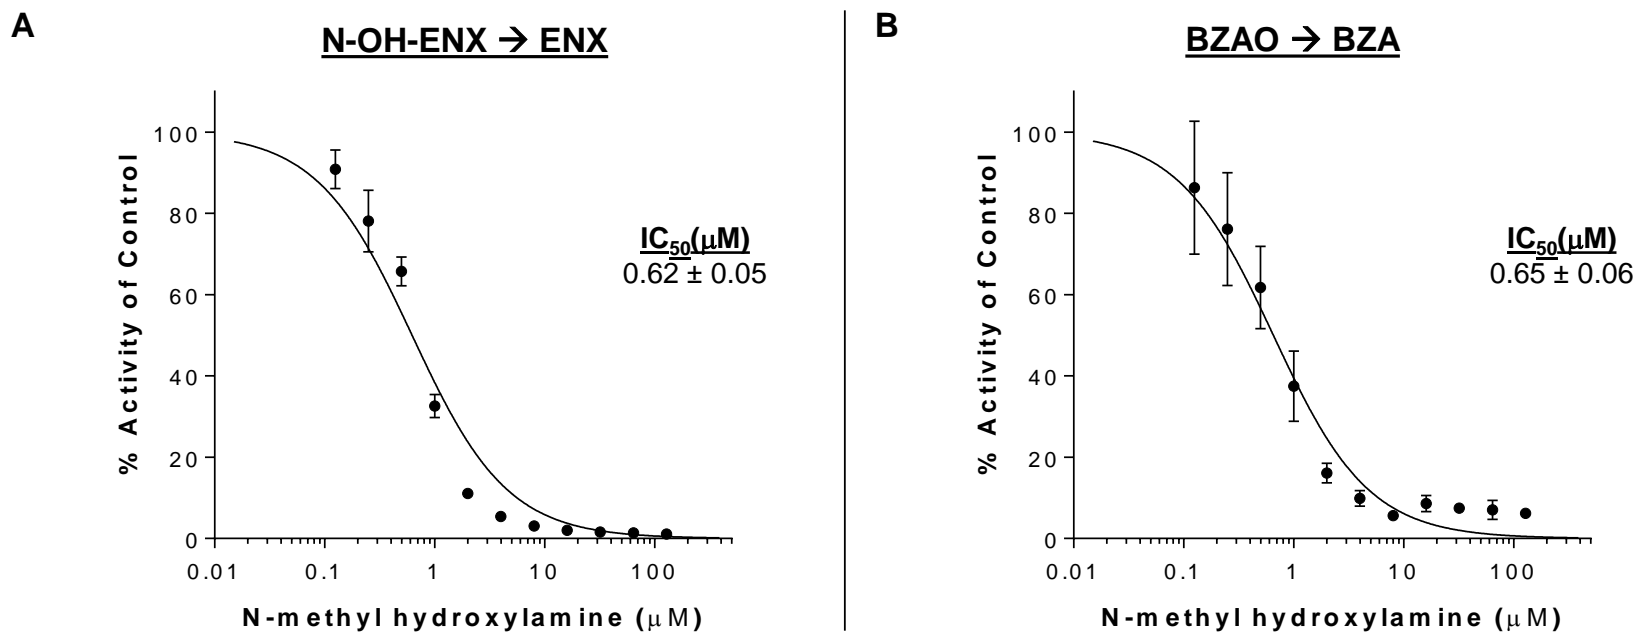 A
N-OH-ENX → ENX
% Activity of Control
100
80
60
40
20
0
IC50(μM)
0.62 ± 0.05
0.01 0.1 1 10 100
N-methyl hydroxylamine (μM)
B
BZAO → BZA
% Activity of Control
100
80
60
40
20
0
IC50(μM)
0.65 ± 0.06
0.01 0.1 1 10 100
N-methyl hydroxylamine (μM)